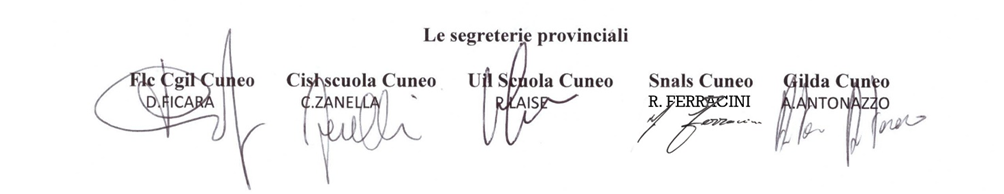 Le segreterie provinciali
Flc Cgil Cuneo Cisl scuola Cuneo Uil Scuola Cuneo Snals Cuneo Gilda Cuneo
D.FICARA C.ZANELLA R.LAISE R. FERRACINI A.ANTONAZZO